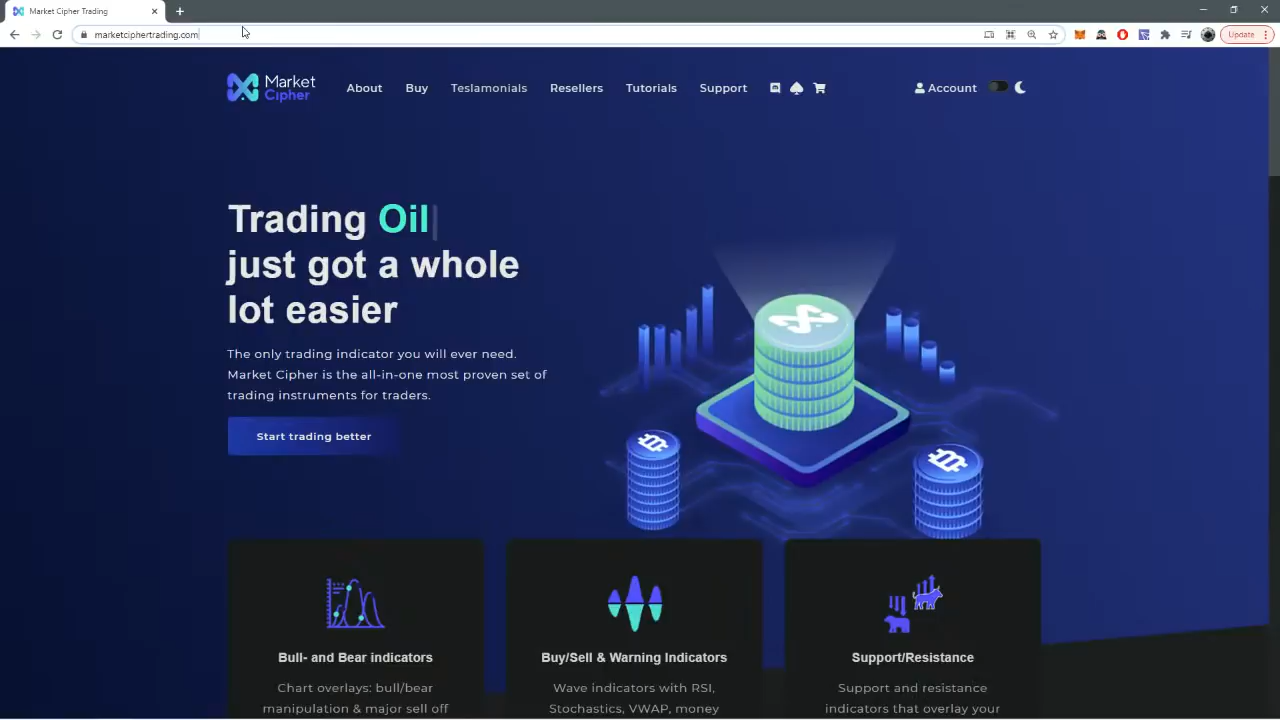 Market Cipher Trading
marketciphertrading.com
Update
Market
Cipher
About
Buy
Teslamonials
Resellers
Tutorials
Support
Account
Trading Oil
just got a whole
lot easier
The only trading indicator you will ever need.
Market Cipher is the all-in-one most proven set of
trading instruments for traders.
Start trading better
Bull- and Bear indicators
Chart overlays: bull/bear
manipulation & major sell off
Buy/Sell & Warning Indicators
Wave indicators with RSI,
Stochastics, VWAP, money
Support/Resistance
Support and resistance
indicators that overlay your